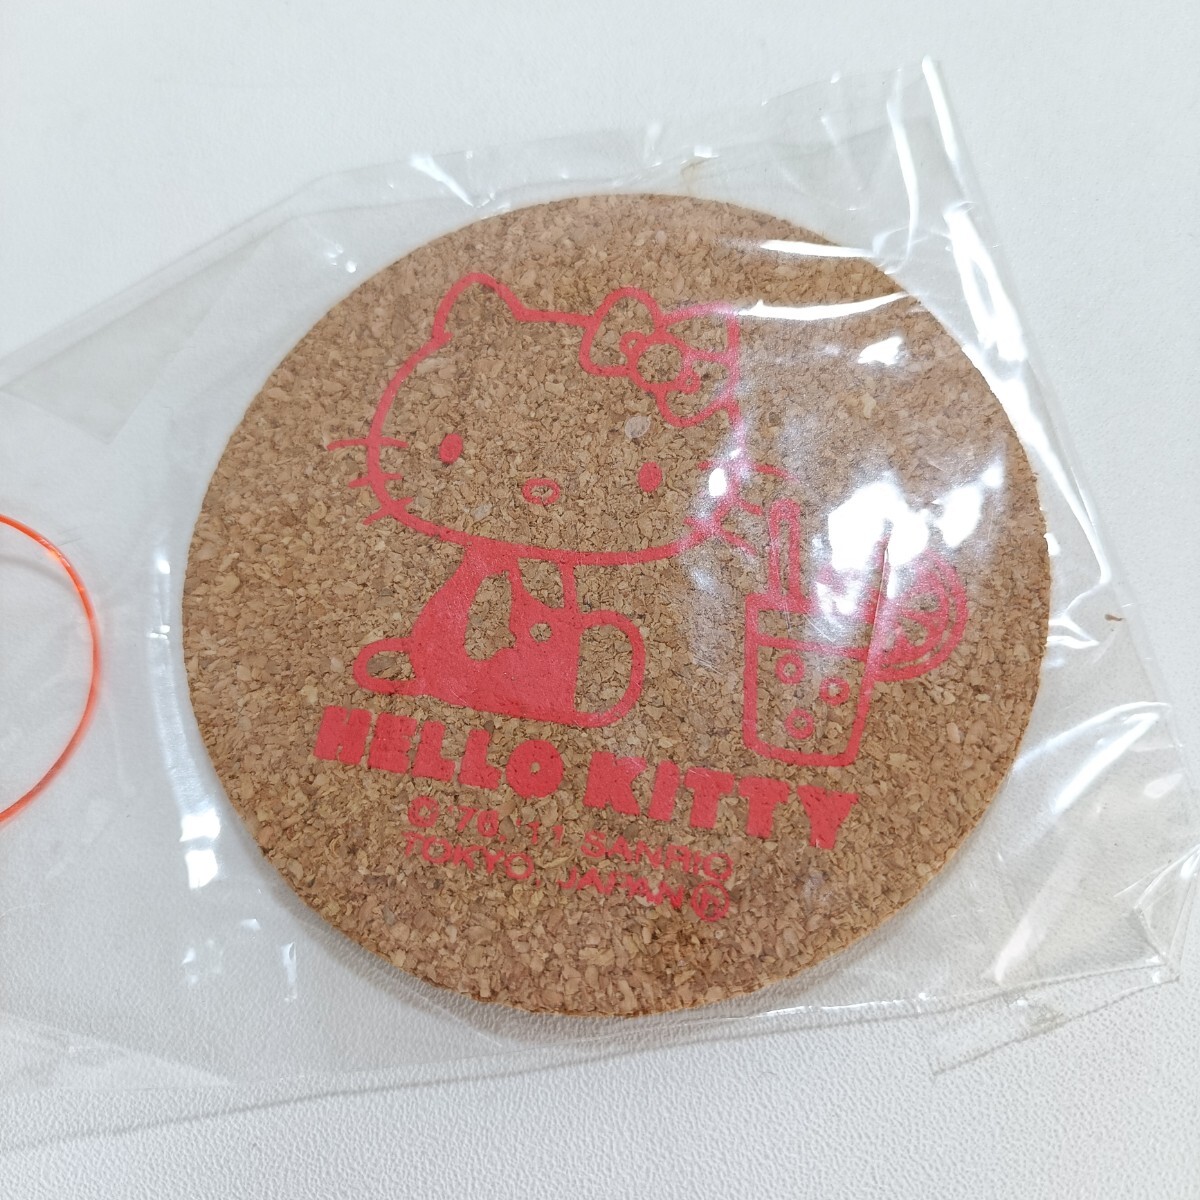 HELLO KITTY
© '76, '11 SANRIO
TOKYO, JAPAN Ⓟ